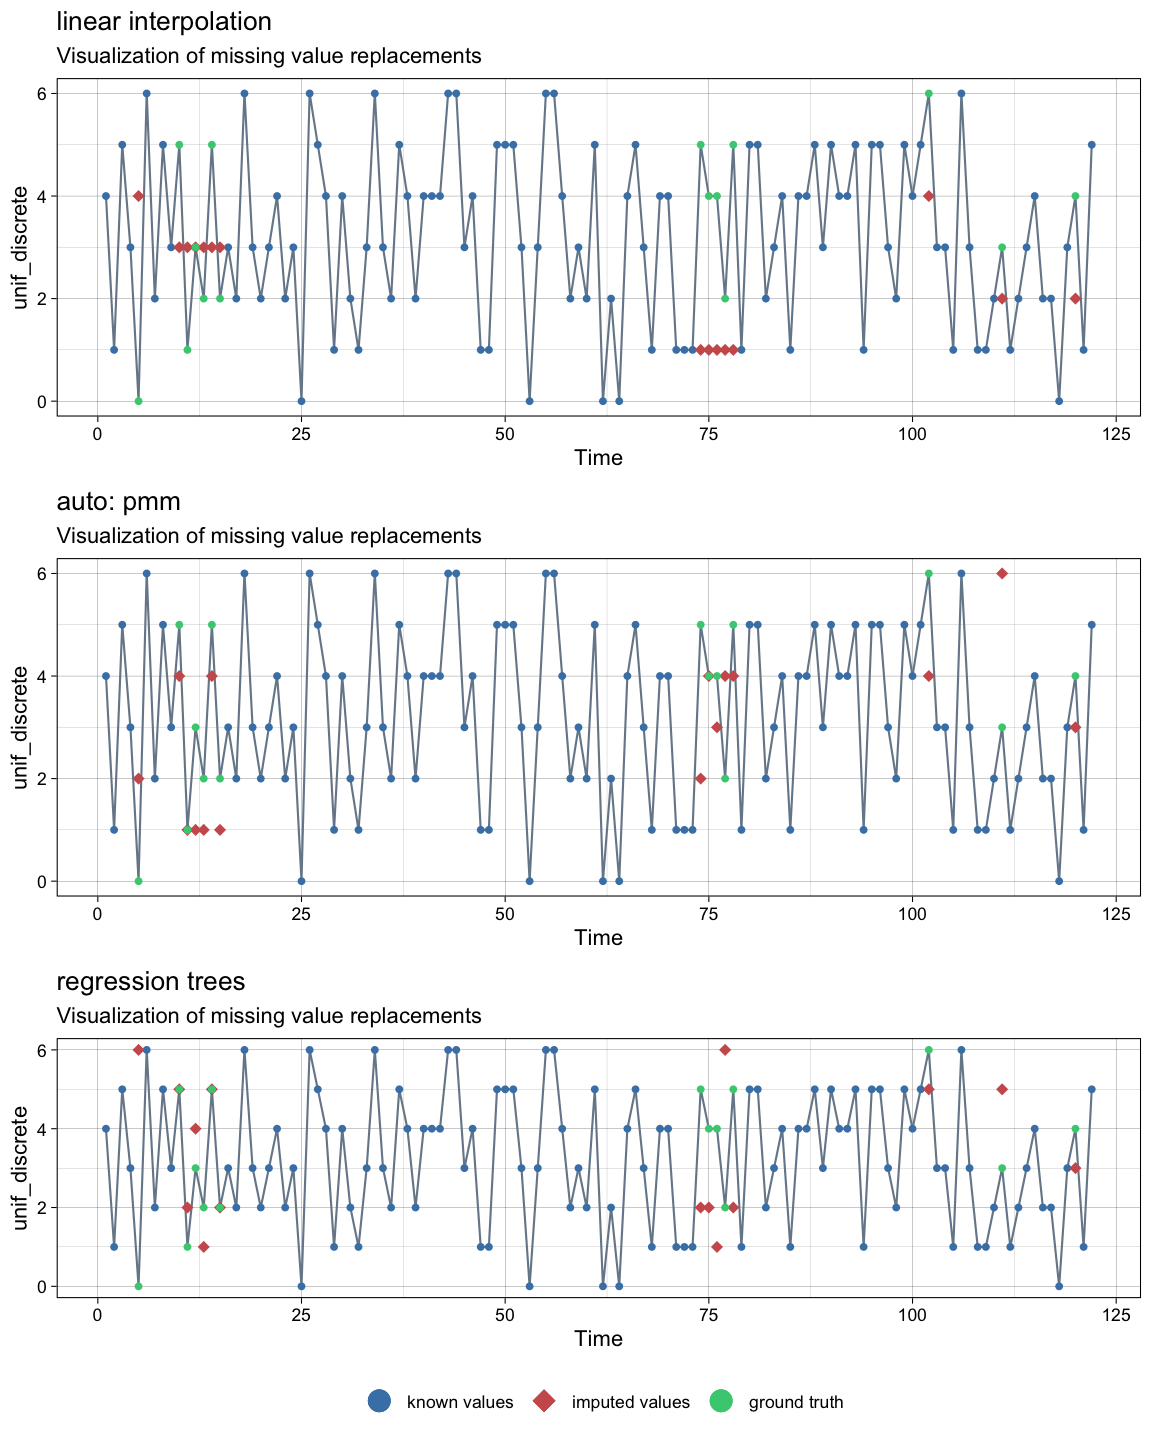 linear interpolation
Visualization of missing value replacements
6
4
2
0
unif_discrete
0 25 50 75 100 125
Time
auto: pmm
Visualization of missing value replacements
6
4
2
0
unif_discrete
0 25 50 75 100 125
Time
regression trees
Visualization of missing value replacements
6
4
2
0
unif_discrete
0 25 50 75 100 125
Time
known values imputed values ground truth